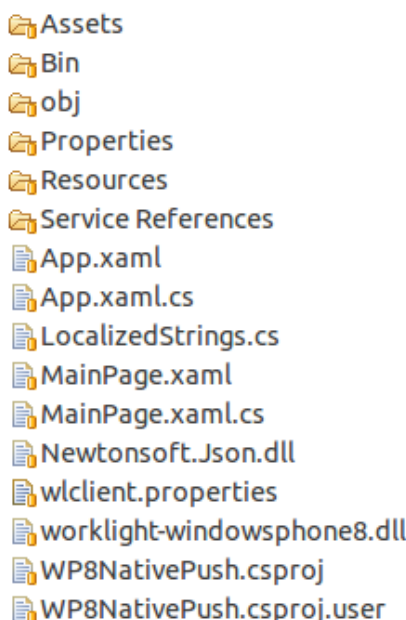 Assets
Bin
obj
Properties
Resources
Service References
App.xaml
App.xaml.cs
LocalizedStrings.cs
MainPage.xaml
MainPage.xaml.cs
Newtonsoft.Json.dll
wlclient.properties
worklight-windowsphone8.dll
WP8NativePush.csproj
WP8NativePush.csproj.user